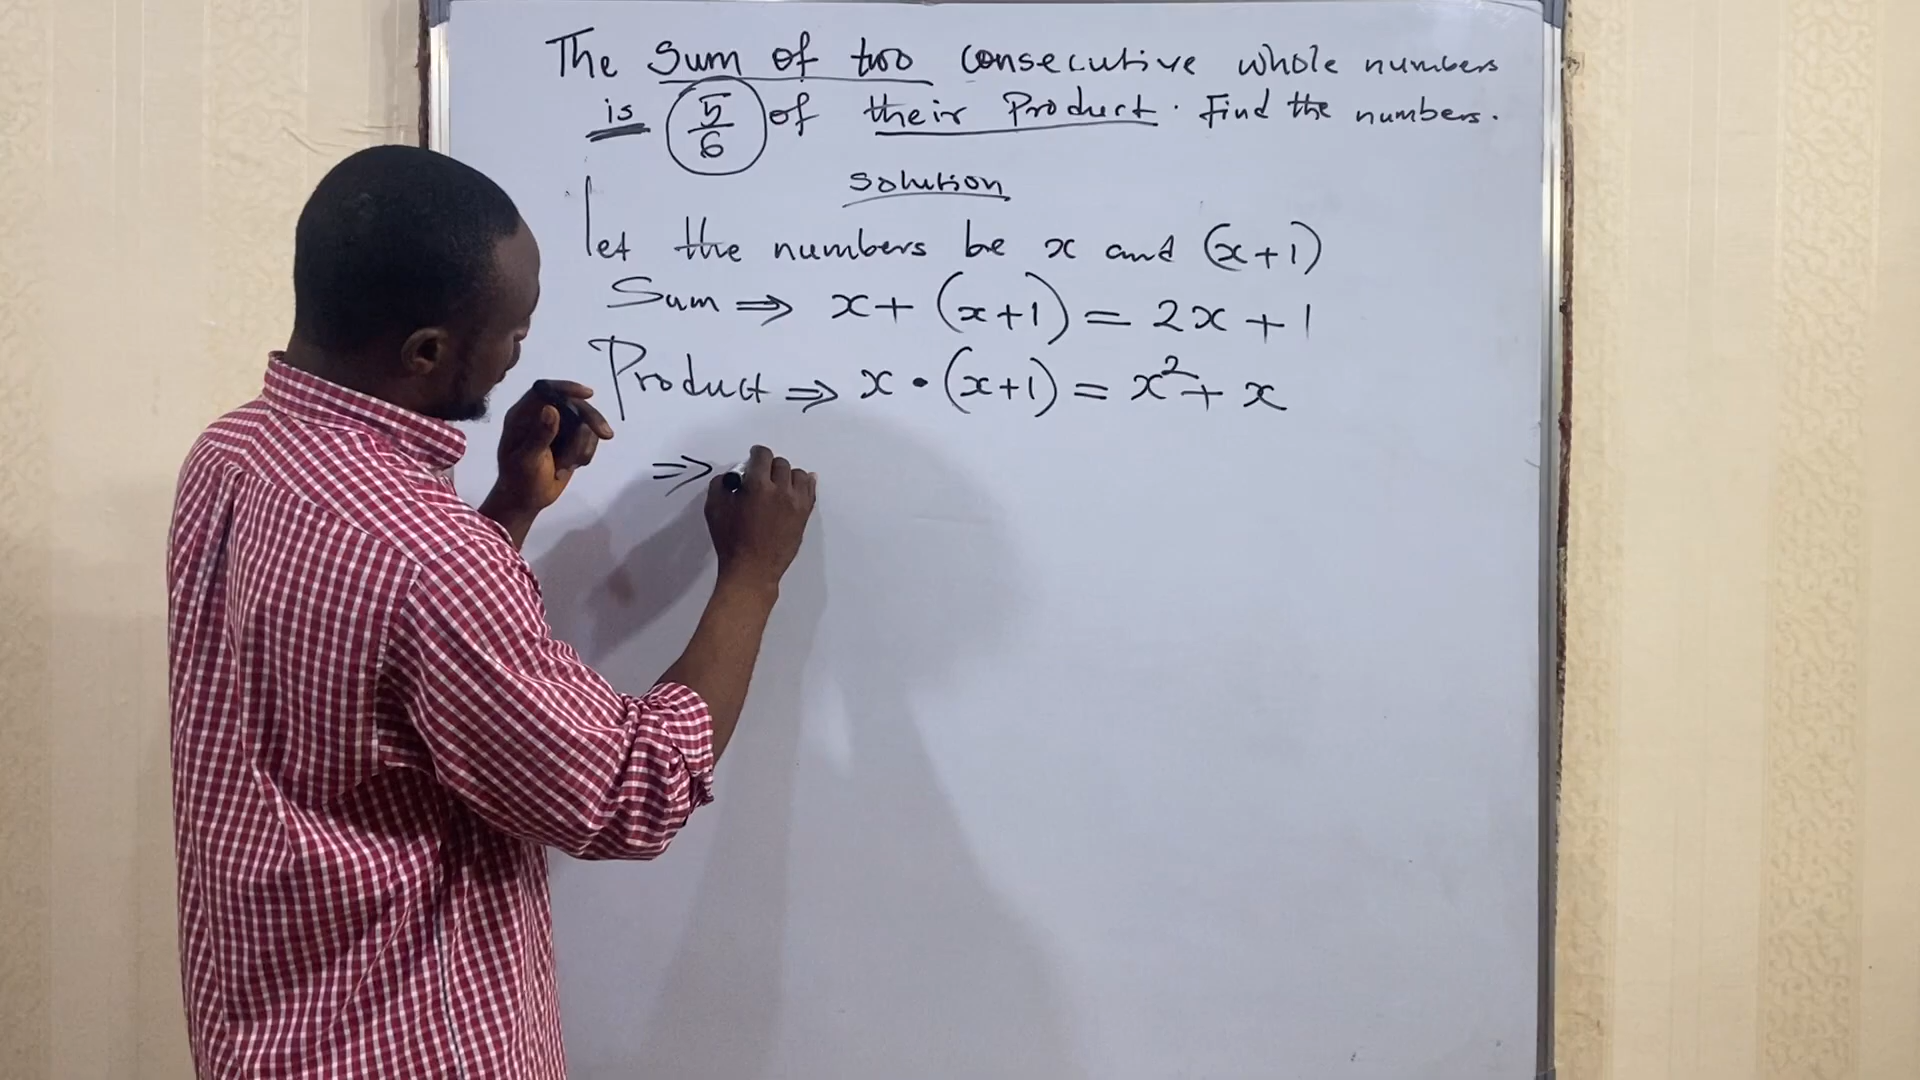 The Sum of two consecutive whole numbers
is 5/6 of their Product. Find the numbers.
Solution
let the numbers be x and (x+1)
Sum ⇒ x+ (x+1) = 2x + 1
Product ⇒ x • (x+1) = x² + x
⇒